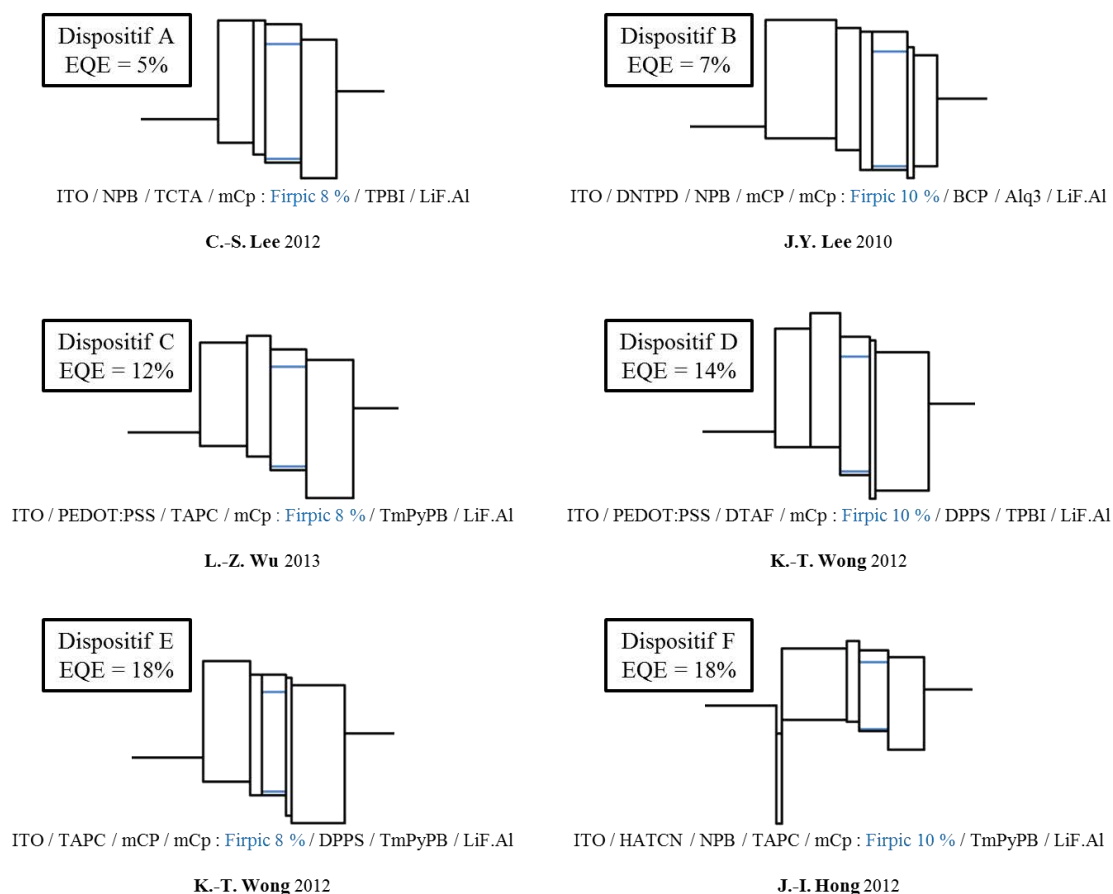 Dispositif A
EQE = 5%
ITO / NPB / TCTA / mCp : Firpic 8 % / TPBI / LiF.Al
C.-S. Lee 2012
Dispositif B
EQE = 7%
ITO / DNTPD / NPB / mCP / mCp : Firpic 10 % / BCP / Alq3 / LiF.Al
J.Y. Lee 2010
Dispositif C
EQE = 12%
ITO / PEDOT:PSS / TAPC / mCp : Firpic 8 % / TmPyPB / LiF.Al
L.-Z. Wu 2013
Dispositif D
EQE = 14%
ITO / PEDOT:PSS / DTAF / mCp : Firpic 10 % / DPPS / TPBI / LiF.Al
K.-T. Wong 2012
Dispositif E
EQE = 18%
ITO / TAPC / mCP / mCp : Firpic 8 % / DPPS / TmPyPB / LiF.Al
K.-T. Wong 2012
Dispositif F
EQE = 18%
ITO / HATCN / NPB / TAPC / mCp : Firpic 10 % / TmPyPB / LiF.Al
J.-I. Hong 2012